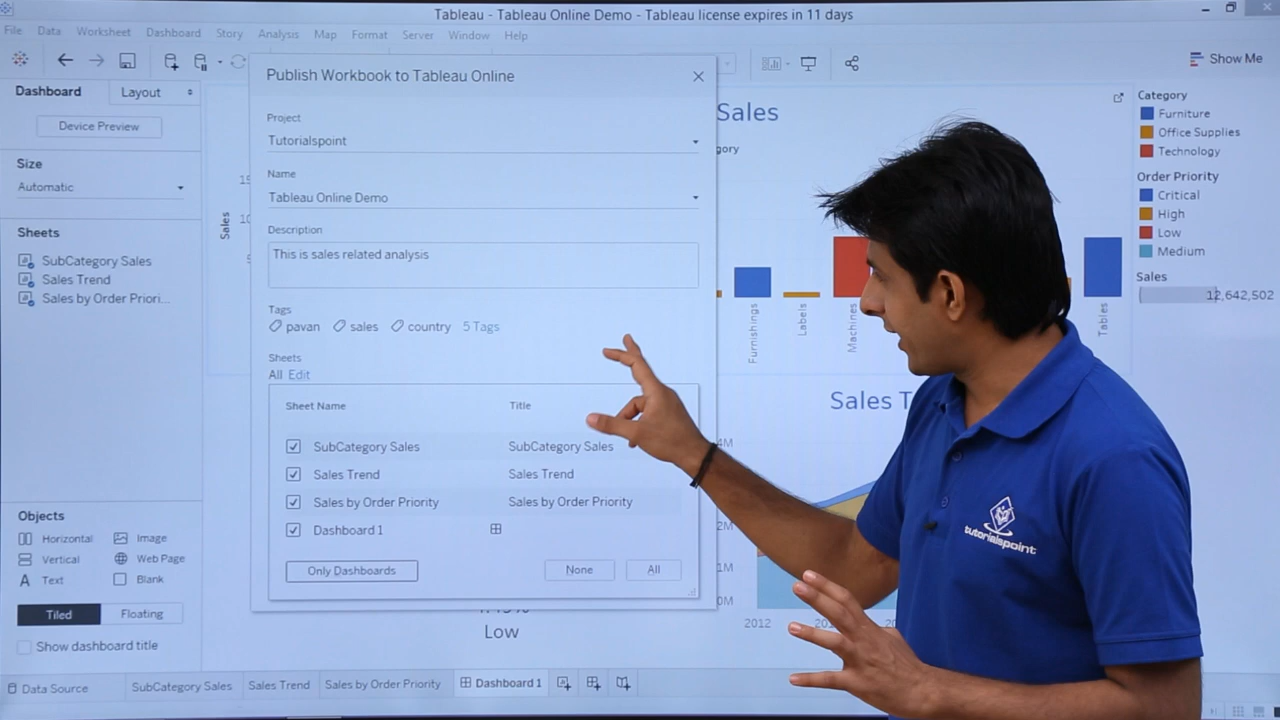 Tableau - Tableau Online Demo - Tableau license expires in 11 days
File Data Worksheet Dashboard Story Analysis Map Format Server Window Help
Show Me
Dashboard Layout
Device Preview
Size
Automatic
Sheets
SubCategory Sales
Sales Trend
Sales by Order Priori...
Objects
Horizontal Image
Vertical Web Page
Text Blank
Tiled Floating
Show dashboard title
Publish Workbook to Tableau Online
Project
Tutorialspoint
Name
Tableau Online Demo
Description
This is sales related analysis
Tags
pavan sales country 5 Tags
Sheets
All Edit
Sheet Name Title
SubCategory Sales SubCategory Sales
Sales Trend Sales Trend
Sales by Order Priority Sales by Order Priority
Dashboard 1
Only Dashboards None All
Low
Sales
gory
Sales
Furnishings
Labels
Machines
Tables
Sales T
4M
2M
1M
0M
2012
Category
Furniture
Office Supplies
Technology
Order Priority
Critical
High
Low
Medium
Sales
12,642,502
tutorialspoint
Data Source SubCategory Sales Sales Trend Sales by Order Priority Dashboard 1